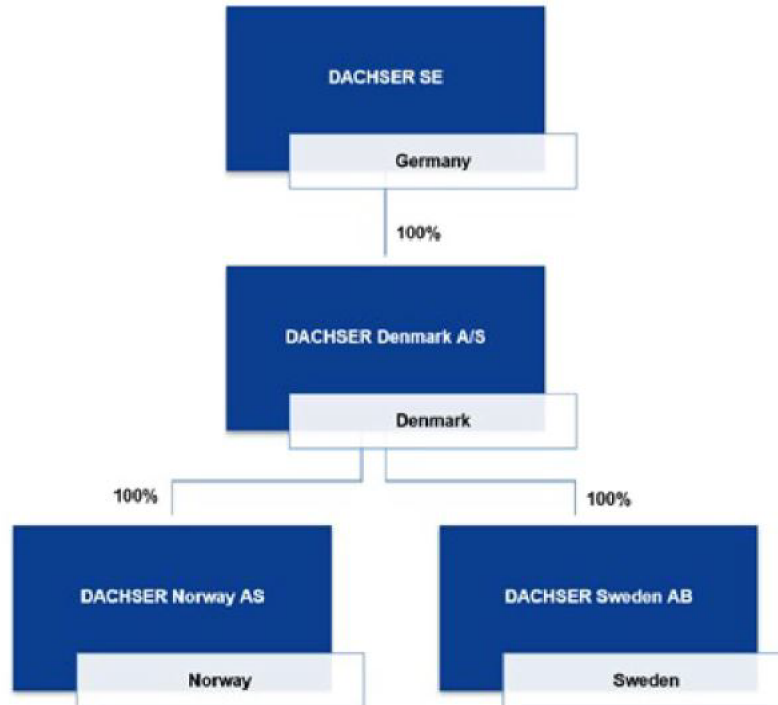 DACHSER SE
Germany
100%
DACHSER Denmark A/S
Denmark
100%
100%
DACHSER Norway AS
DACHSER Sweden AB
Norway
Sweden